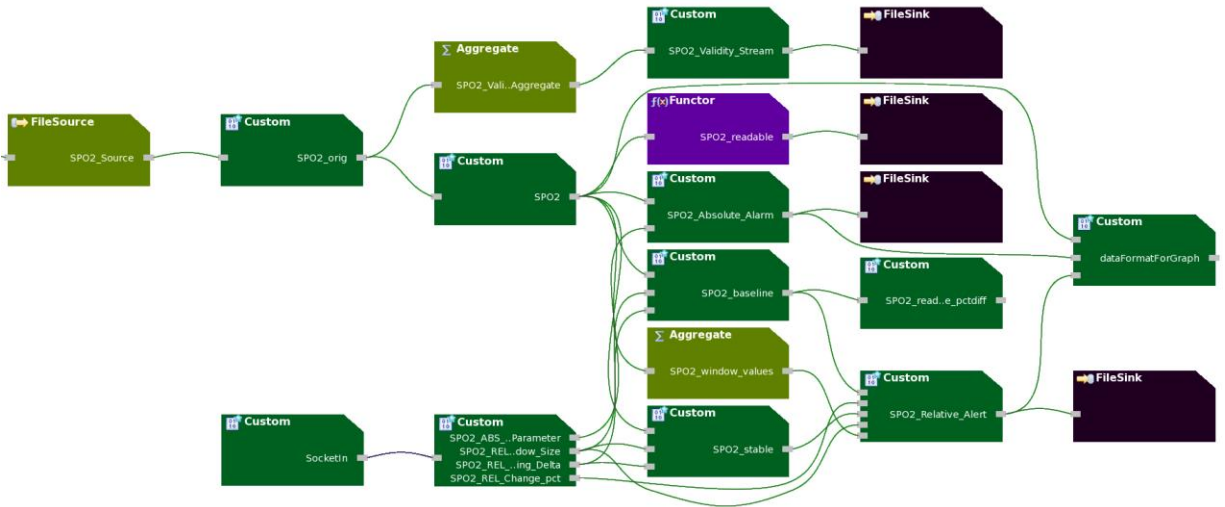 FileSource
SPO2_Source
Custom
SPO2_orig
Aggregate
SPO2_Vali..Aggregate
Custom
SPO2
Custom
SPO2_Validity_Stream
FileSink
f(x)Functor
SPO2_readable
FileSink
Custom
SPO2_Absolute_Alarm
FileSink
Custom
SPO2_baseline
Custom
SPO2_read..e_pctdiff
Custom
dataFormatForGraph
Aggregate
SPO2_window_values
Custom
SPO2_Relative_Alert
FileSink
Custom
SocketIn
Custom
SPO2_ABS_..Parameter
SPO2_REL..dow_Size
SPO2_REL_..ing_Delta
SPO2_REL_Change_pct
Custom
SPO2_stable